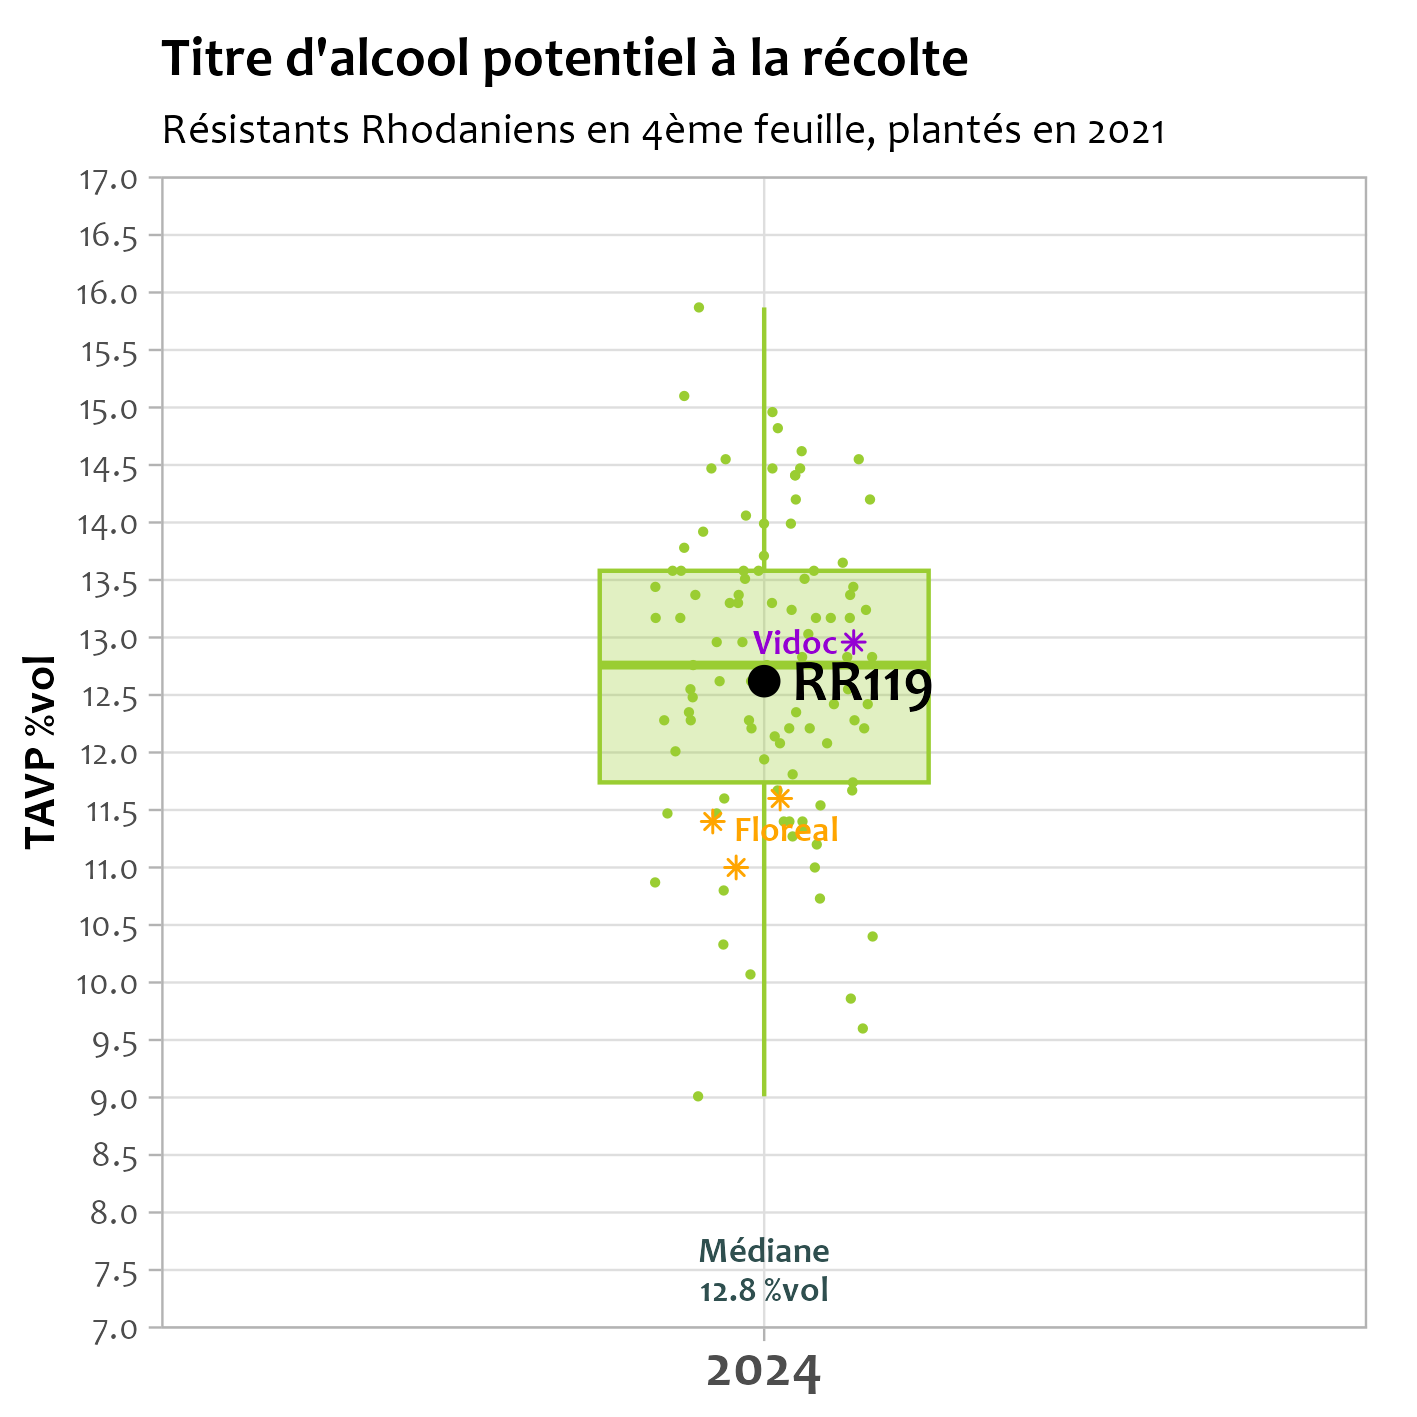 Titre d'alcool potentiel à la récolte
Résistants Rhodaniens en 4ème feuille, plantés en 2021
TAVP %vol
17.0
16.5
16.0
15.5
15.0
14.5
14.0
13.5
13.0
12.5
12.0
11.5
11.0
10.5
10.0
9.5
9.0
8.5
8.0
7.5
7.0
Vidoc
RR119
Floreal
Médiane
12.8 %vol
2024